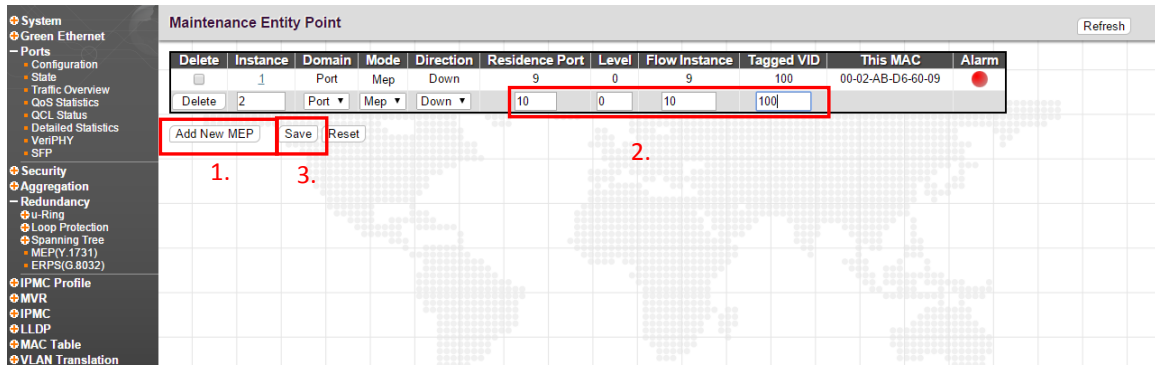 System
Green Ethernet
Ports
Configuration
State
Traffic Overview
QoS Statistics
QCL Status
Detailed Statistics
VeriPHY
SFP
Security
Aggregation
Redundancy
u-Ring
Loop Protection
Spanning Tree
MEP(Y.1731)
ERPS(G.8032)
IPMC Profile
MVR
IPMC
LLDP
MAC Table
VLAN Translation
Maintenance Entity Point
Refresh
Delete Instance Domain Mode Direction Residence Port Level Flow Instance Tagged VID This MAC Alarm
1 Port Mep Down 9 0 9 100 00-02-AB-D6-60-09
Delete 2 Port Mep Down 10 0 10 100
Add New MEP Save Reset
1. 3. 2.